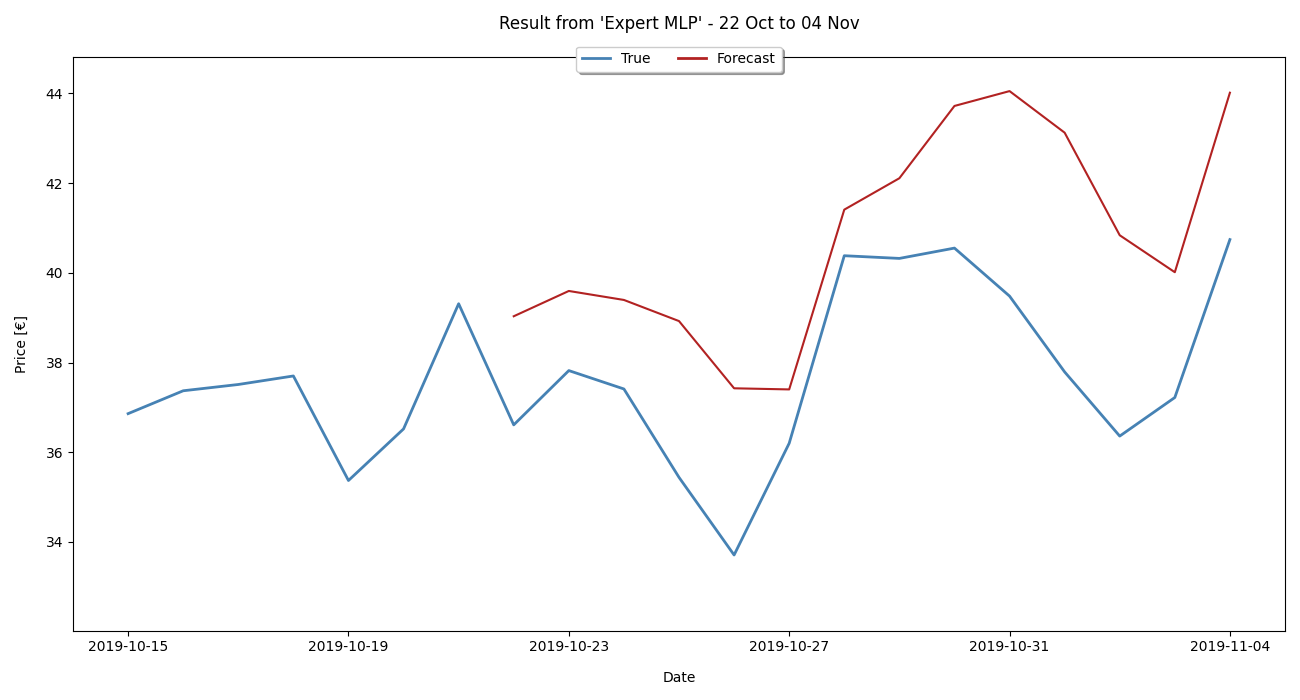 Result from 'Expert MLP' - 22 Oct to 04 Nov
True Forecast
44
42
40
38
36
34
Price [€]
2019-10-15 2019-10-19 2019-10-23 2019-10-27 2019-10-31 2019-11-04
Date